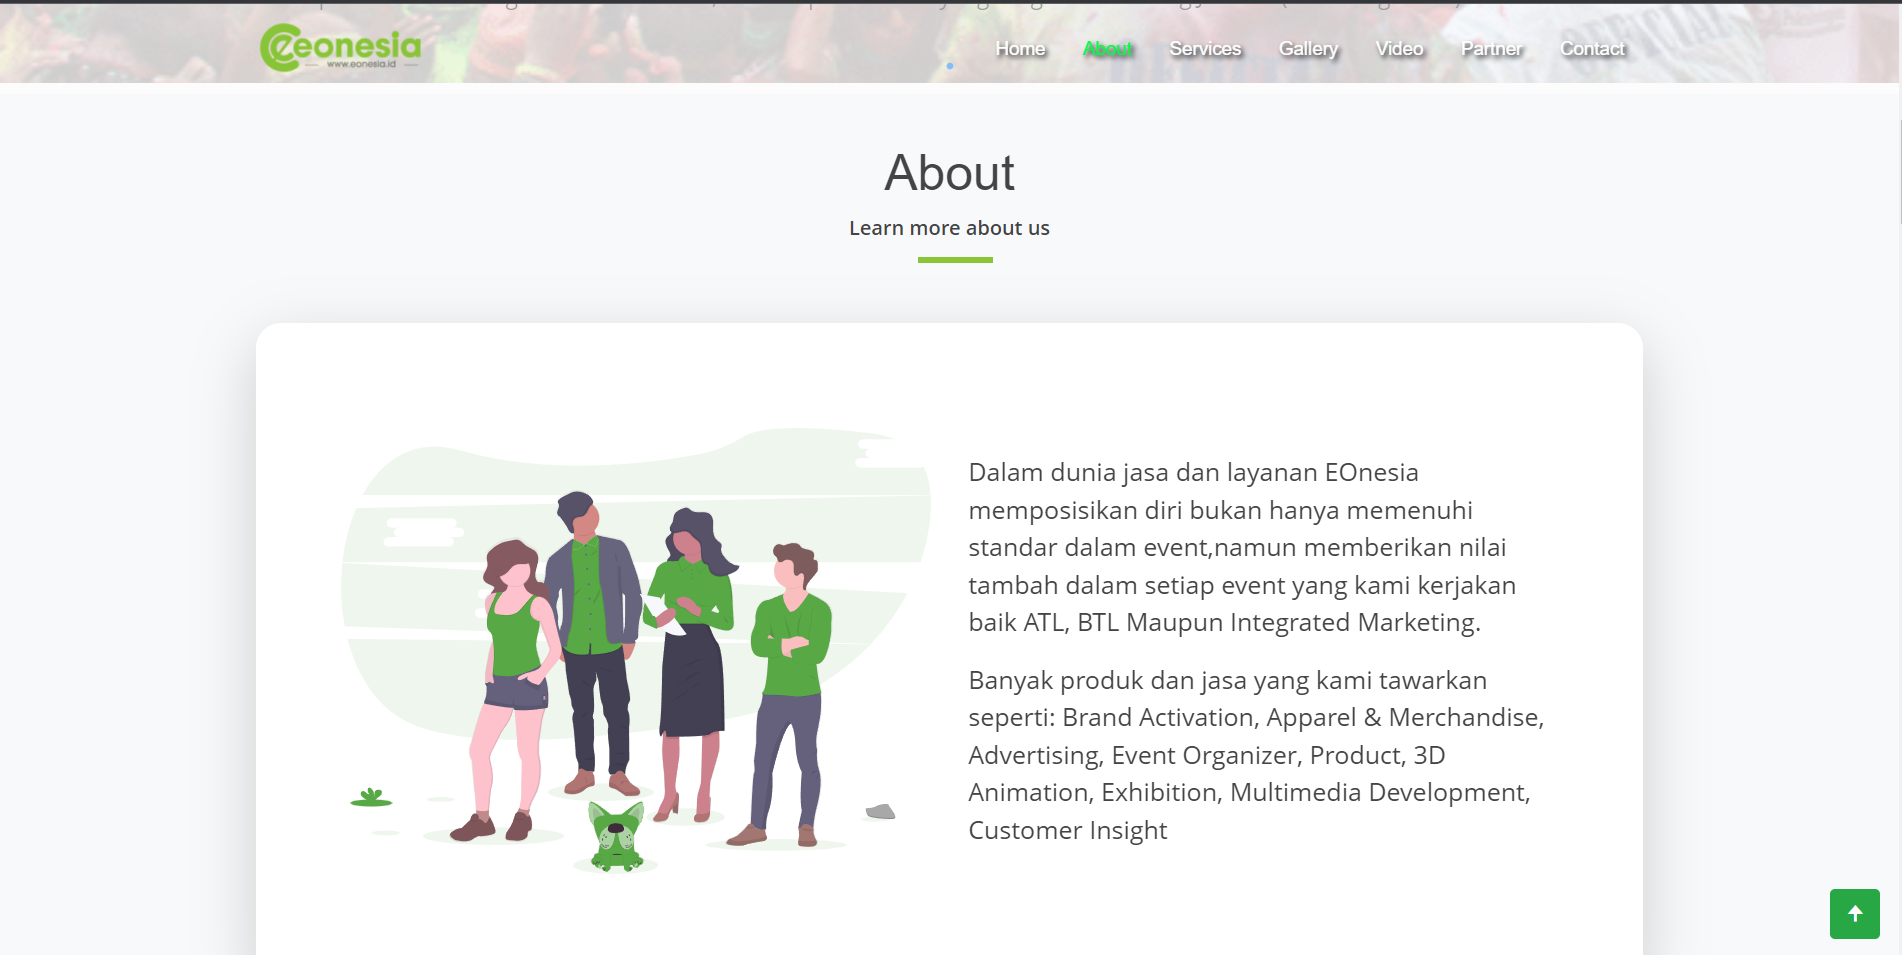 eonesia
www.eonesia.id
Home About Services Gallery Video Partner Contact
About
Learn more about us
Dalam dunia jasa dan layanan EOnesia
memposisikan diri bukan hanya memenuhi
standar dalam event,namun memberikan nilai
tambah dalam setiap event yang kami kerjakan
baik ATL, BTL Maupun Integrated Marketing.
Banyak produk dan jasa yang kami tawarkan
seperti: Brand Activation, Apparel & Merchandise,
Advertising, Event Organizer, Product, 3D
Animation, Exhibition, Multimedia Development,
Customer Insight